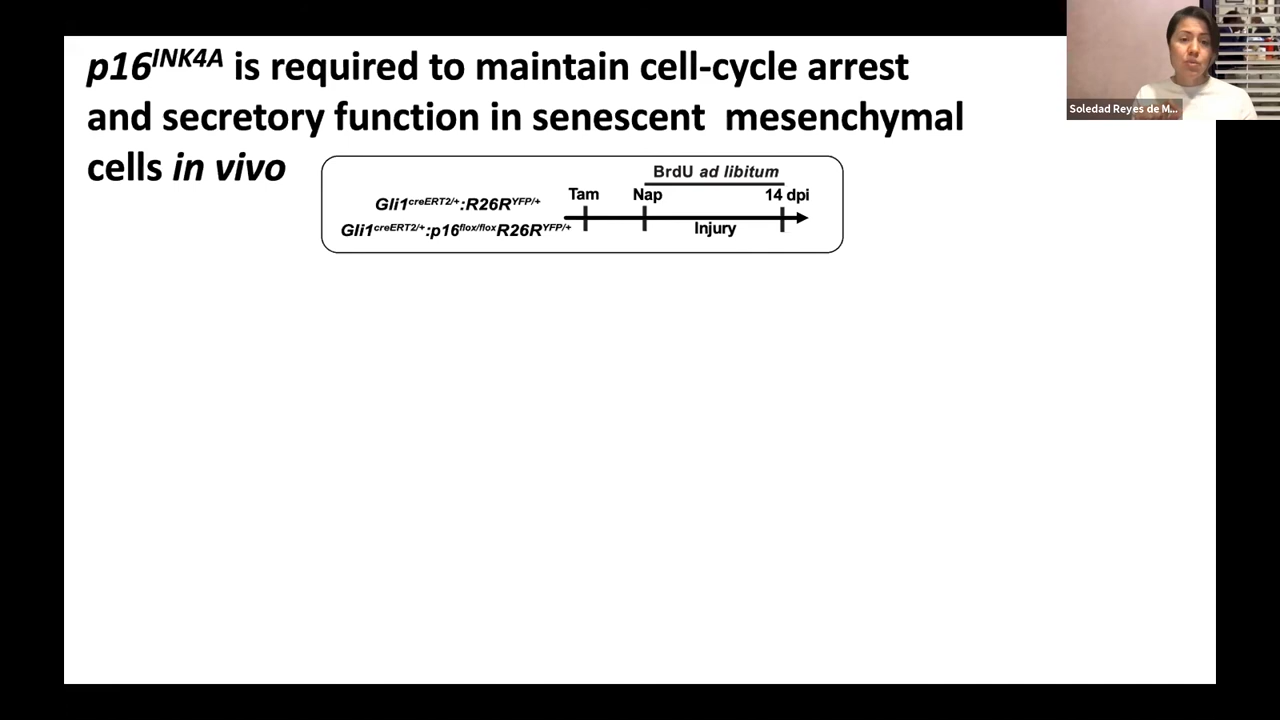 p16INK4A is required to maintain cell-cycle arrest
and secretory function in senescent mesenchymal
cells in vivo
BrdU ad libitum
Tam Nap 14 dpi
Gli1creERT2/+:R26RYFP/+
Gli1creERT2/+:p16flox/floxR26RYFP/+
Injury
Soledad Reyes de M...